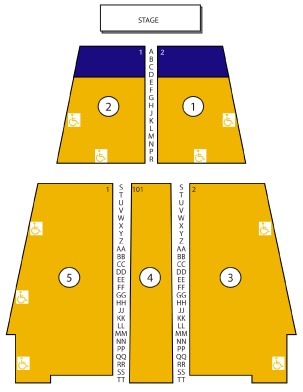 STAGE
1 2
A
B
C
D
E
F
G
H
J
K
L
M
N
P
R
2 1
1 101 2
S S
T T
U U
V V
W W
X X
Y Y
Z Z
AA AA
BB BB
CC CC
DD DD
EE EE
FF FF
GG GG
HH HH
JJ JJ
KK KK
LL LL
MM MM
NN NN
PP PP
QQ QQ
RR RR
SS SS
TT TT
5 4 3